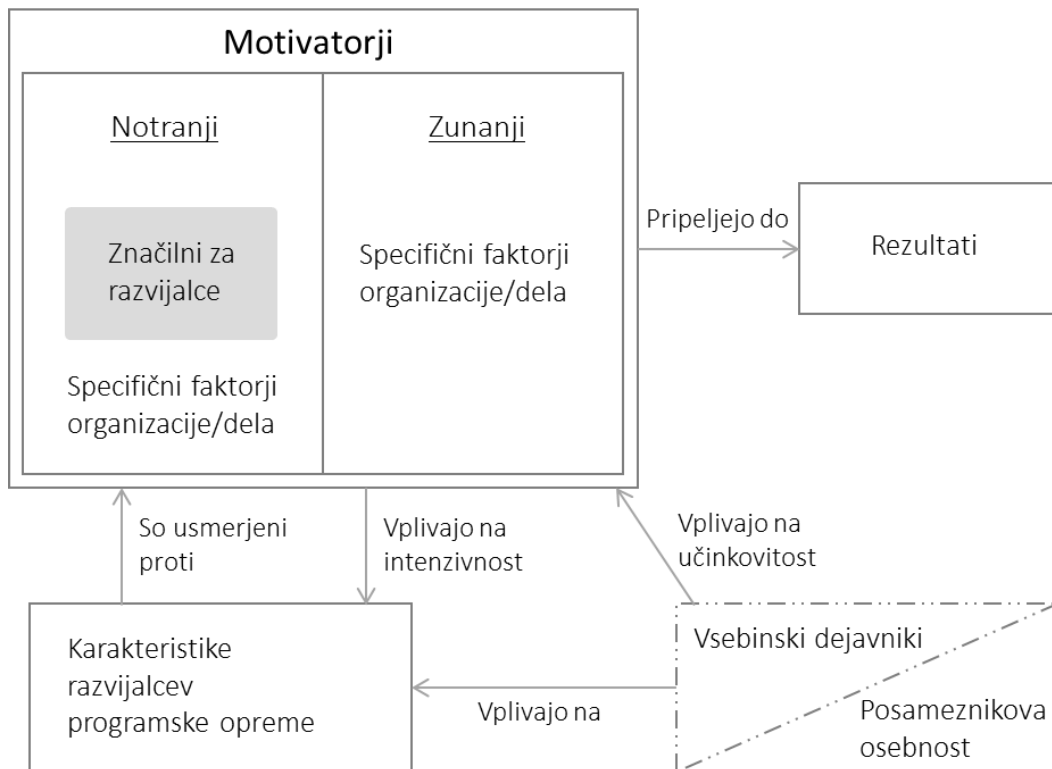 Motivatorji
Notranji
Zunanji
Značilni za
razvijalce
Specifični faktorji
organizacije/dela
Specifični faktorji
organizacije/dela
Pripeljejo do
Rezultati
So usmerjeni
proti
Vplivajo na
intenzivnost
Vplivajo na
učinkovitost
Karakteristike
razvijalcev
programske opreme
Vplivajo na
Vsebinski dejavniki
Posameznikova
osebnost